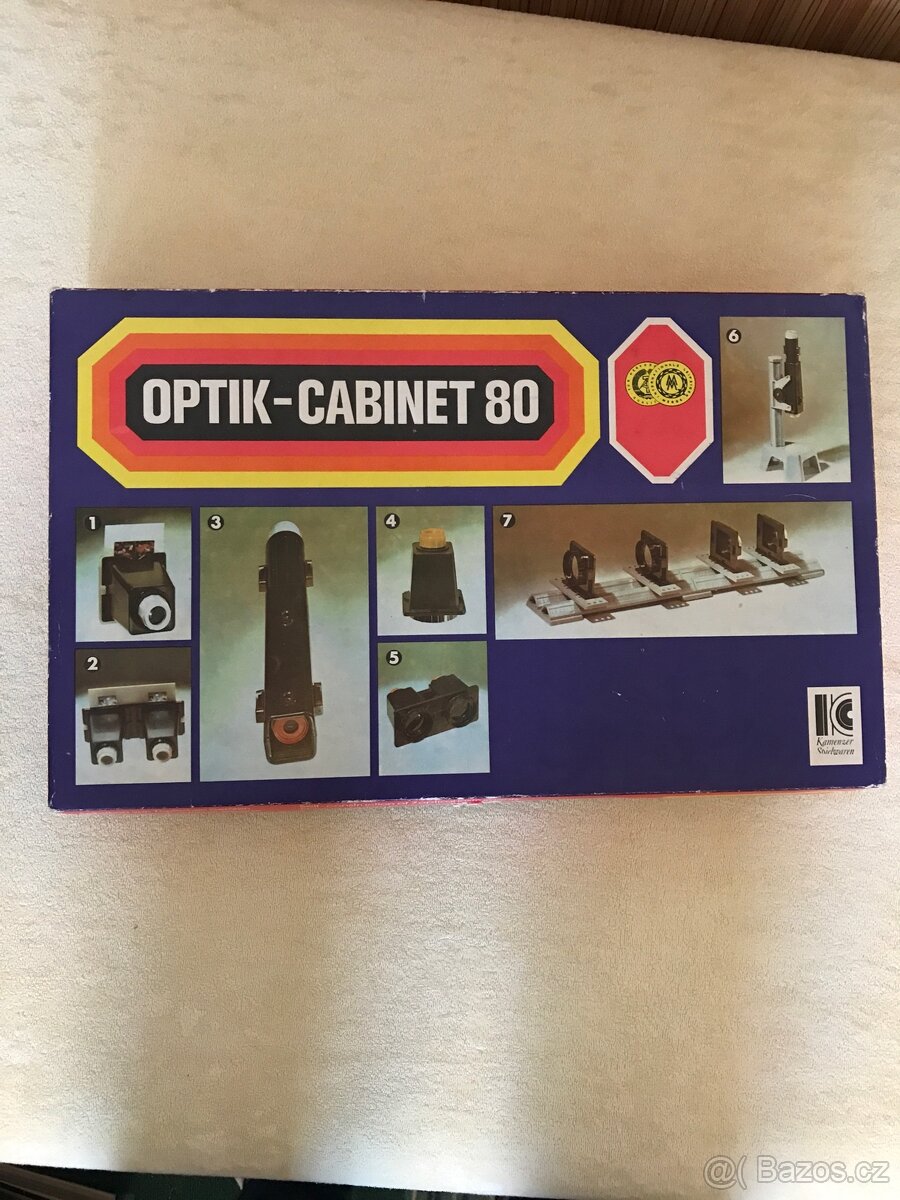 OPTIK-CABINET 80
6
1
3
4
7
2
5
Kamenzer
Spielwaren
@( Bazos.cz